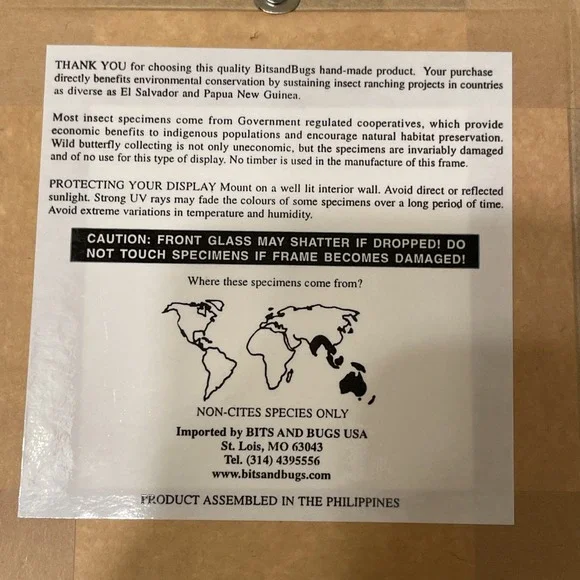 THANK YOU for choosing this quality BitsandBugs hand-made product. Your purchase
directly benefits environmental conservation by sustaining insect ranching projects in countries
as diverse as El Salvador and Papua New Guinea.
Most insect specimens come from Government regulated cooperatives, which provide
economic benefits to indigenous populations and encourage natural habitat preservation.
Wild butterfly collecting is not only uneconomic, but the specimens are invariably damaged
and of no use for this type of display. No timber is used in the manufacture of this frame.
PROTECTING YOUR DISPLAY Mount on a well lit interior wall. Avoid direct or reflected
sunlight. Strong UV rays may fade the colours of some specimens over a long period of time.
Avoid extreme variations in temperature and humidity.
CAUTION: FRONT GLASS MAY SHATTER IF DROPPED! DO
NOT TOUCH SPECIMENS IF FRAME BECOMES DAMAGED!
Where these specimens come from?
NON-CITES SPECIES ONLY
Imported by BITS AND BUGS USA
St. Lois, MO 63043
Tel. (314) 4395556
www.bitsandbugs.com
PRODUCT ASSEMBLED IN THE PHILIPPINES